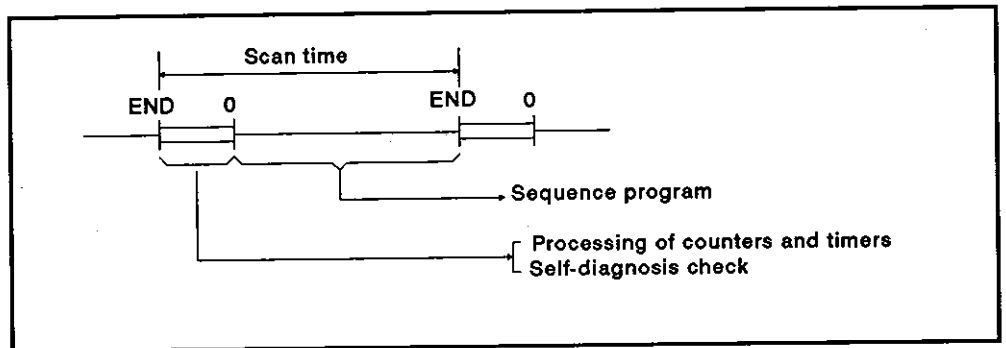 Scan time
END 0 END 0
Sequence program
Processing of counters and timers
Self-diagnosis check